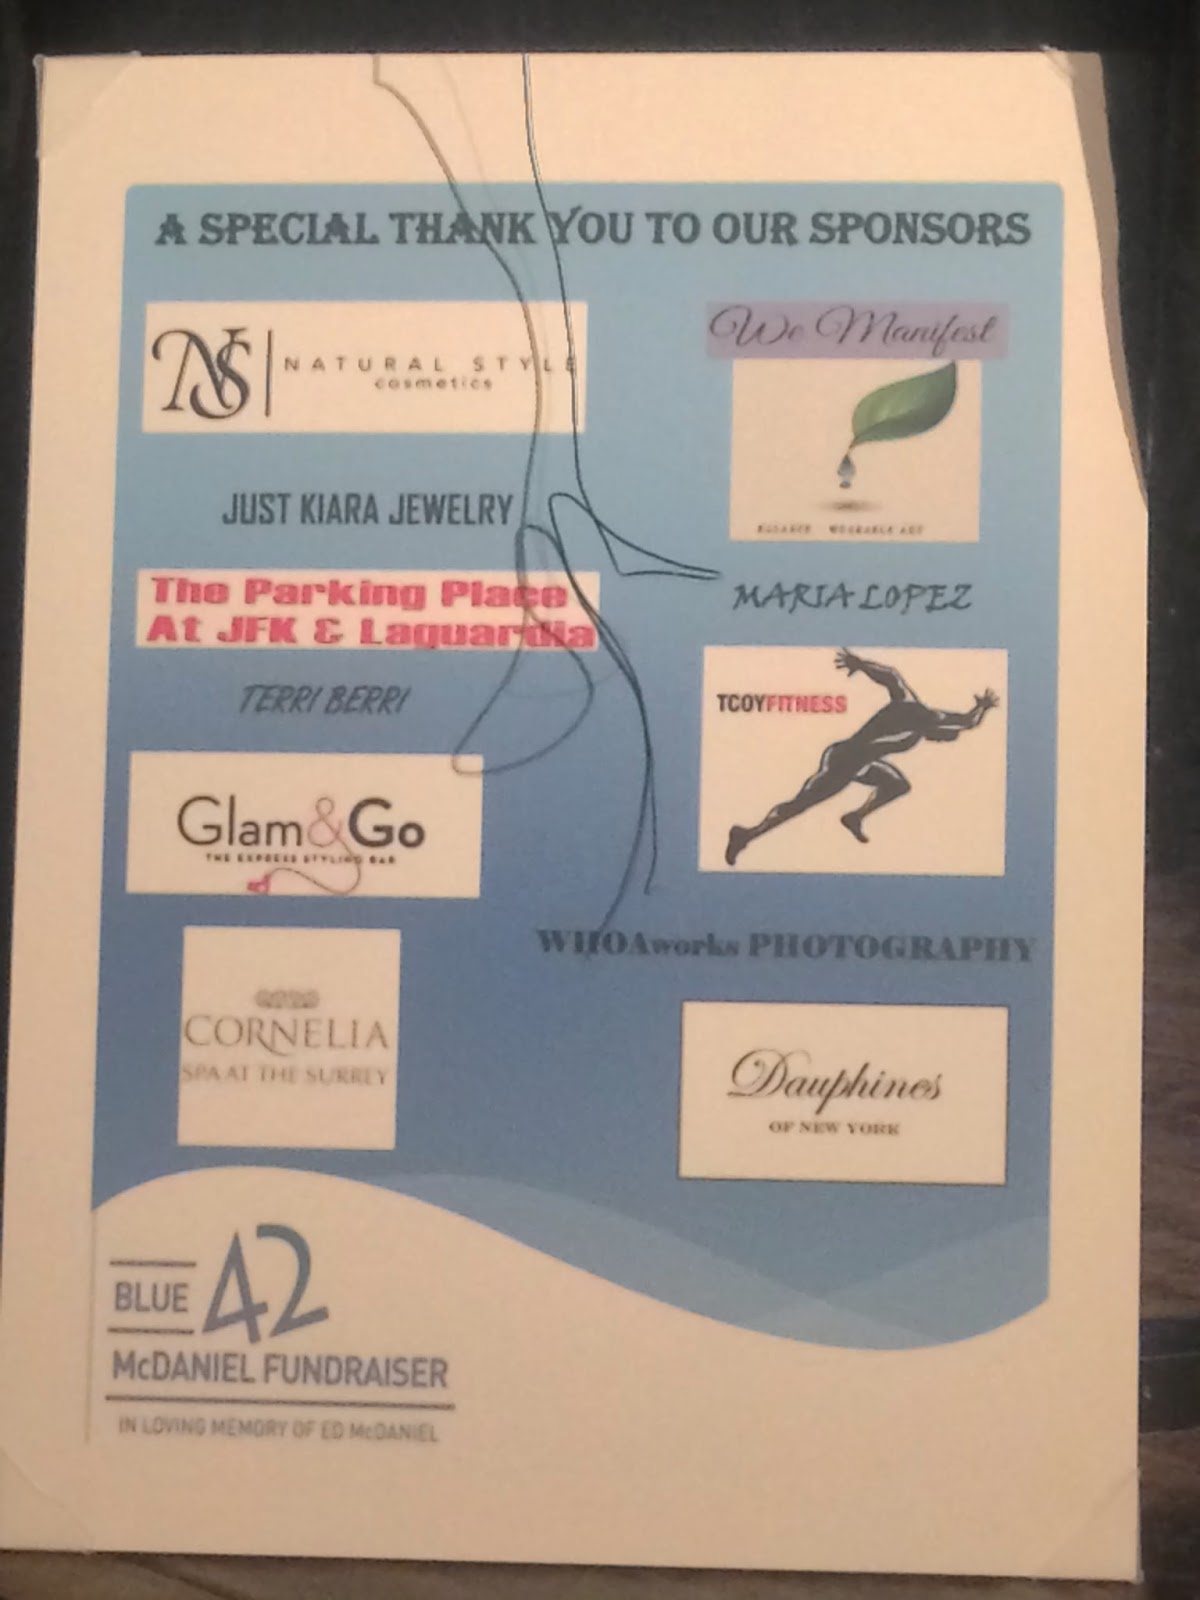 A SPECIAL THANK YOU TO OUR SPONSORS
NS
NATURAL STYLE
cosmetics
JUST KIARA JEWELRY
The Parking Place
At JFK & Laguardia
TERRI BERRI
Glam&Go
THE EXPRESS STYLING BAR
CORNELIA
SPA AT THE SURREY
We Manifest
WEARABLE ART
MARIA LOPEZ
TCOYFITNESS
WHOAworks PHOTOGRAPHY
Dauphines
OF NEW YORK
BLUE 42
McDANIEL FUNDRAISER
IN LOVING MEMORY OF ED McDANIEL